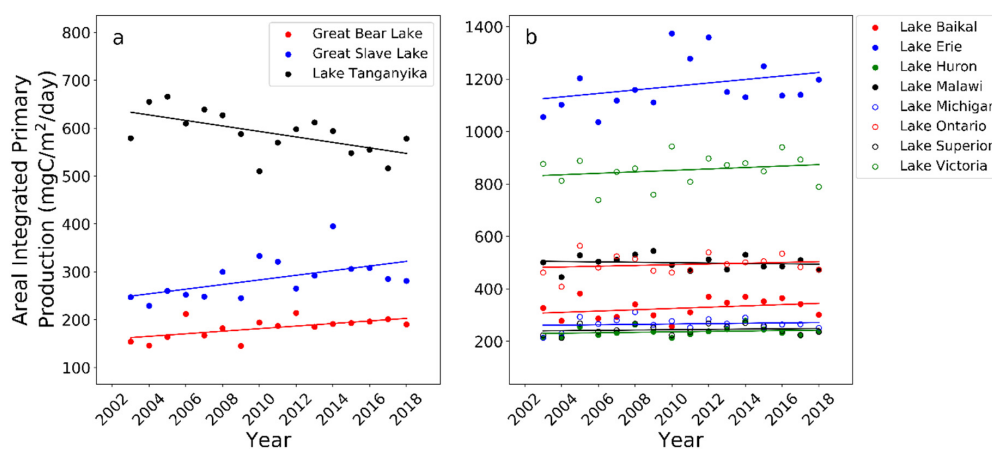 Areal Integrated Primary
Production (mgC/m²/day)
a
Great Bear Lake
Great Slave Lake
Lake Tanganyika
800
700
600
500
400
300
200
100
2002
2004
2006
2008
2010
2012
2014
2016
2018
Year
b
1400
1200
1000
800
600
400
200
2002
2004
2006
2008
2010
2012
2014
2016
2018
Year
Lake Baikal
Lake Erie
Lake Huron
Lake Malawi
Lake Michigan
Lake Ontario
Lake Superior
Lake Victoria